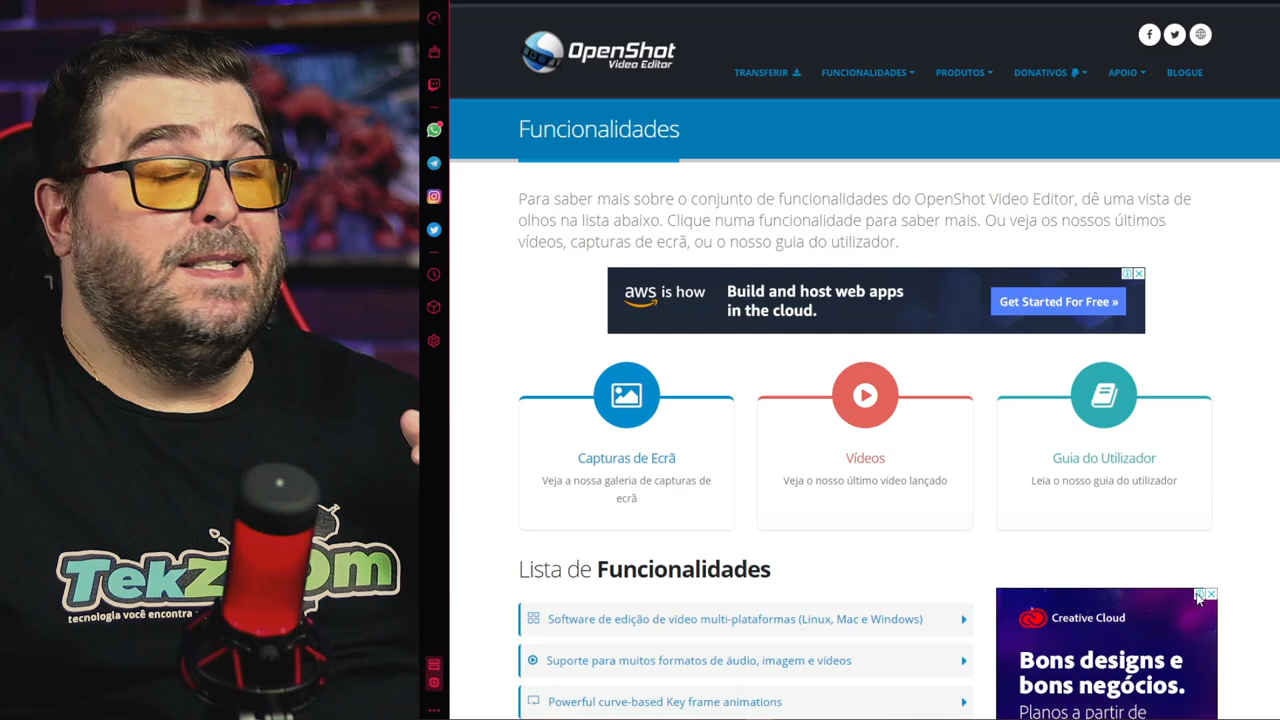 OpenShot
Video Editor
TRANSFERIR
FUNCIONALIDADES
PRODUTOS
DONATIVOS
APOIO
BLOGUE
Funcionalidades
Para saber mais sobre o conjunto de funcionalidades do OpenShot Video Editor, dê uma vista de
olhos na lista abaixo. Clique numa funcionalidade para saber mais. Ou veja os nossos últimos
vídeos, capturas de ecrã, ou o nosso guia do utilizador.
aws is how
Build and host web apps
in the cloud.
Get Started For Free »
Capturas de Ecrã
Veja a nossa galeria de capturas de
ecrã
Vídeos
Veja o nosso último vídeo lançado
Guia do Utilizador
Leia o nosso guia do utilizador
Lista de Funcionalidades
Software de edição de vídeo multi-plataformas (Linux, Mac e Windows)
Suporte para muitos formatos de áudio, imagem e vídeos
Powerful curve-based Key frame animations
Creative Cloud
Bons designs e
bons negócios.
Planos a partir de
tecnologia você encontra